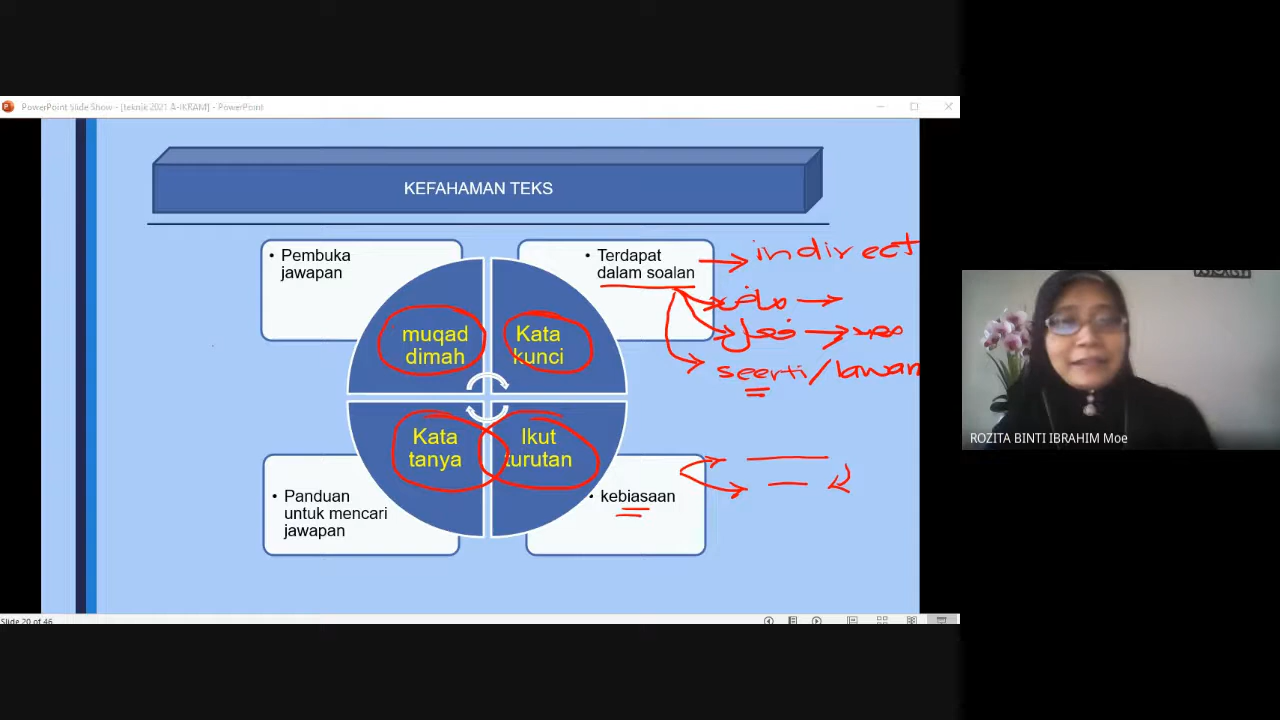 PowerPoint Slide Show - [teknik 2021 A-IKRAM] - PowerPoint
KEFAHAMAN TEKS
• Pembuka
jawapan
• Terdapat
dalam soalan
indirect
muqad
dimah
Kata
kunci
seerti/lawan
Kata
tanya
Ikut
turutan
• Panduan
untuk mencari
jawapan
• kebiasaan
ROZITA BINTI IBRAHIM Moe
Slide 20 of 46